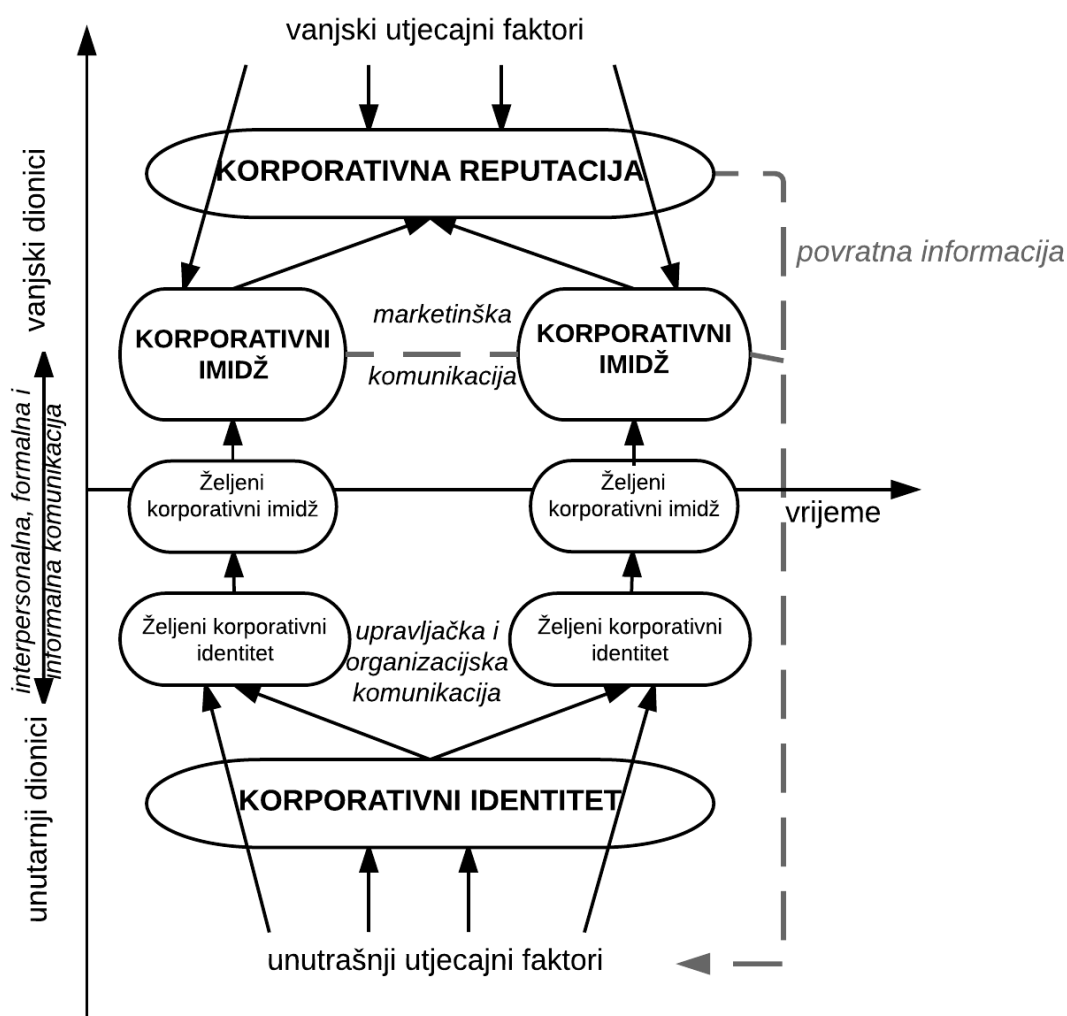 vanjski utjecajni faktori
KORPORATIVNA REPUTACIJA
povratna informacija
vanjski dionici
marketinška
komunikacija
KORPORATIVNI
IMIDŽ
KORPORATIVNI
IMIDŽ
interpersonalna, formalna i
informalna komunikacija
Željeni
korporativni imidž
Željeni
korporativni imidž
vrijeme
Željeni korporativni
identitet
upravljačka i
organizacijska
komunikacija
Željeni korporativni
identitet
unutarnji dionici
KORPORATIVNI IDENTITET
unutrašnji utjecajni faktori